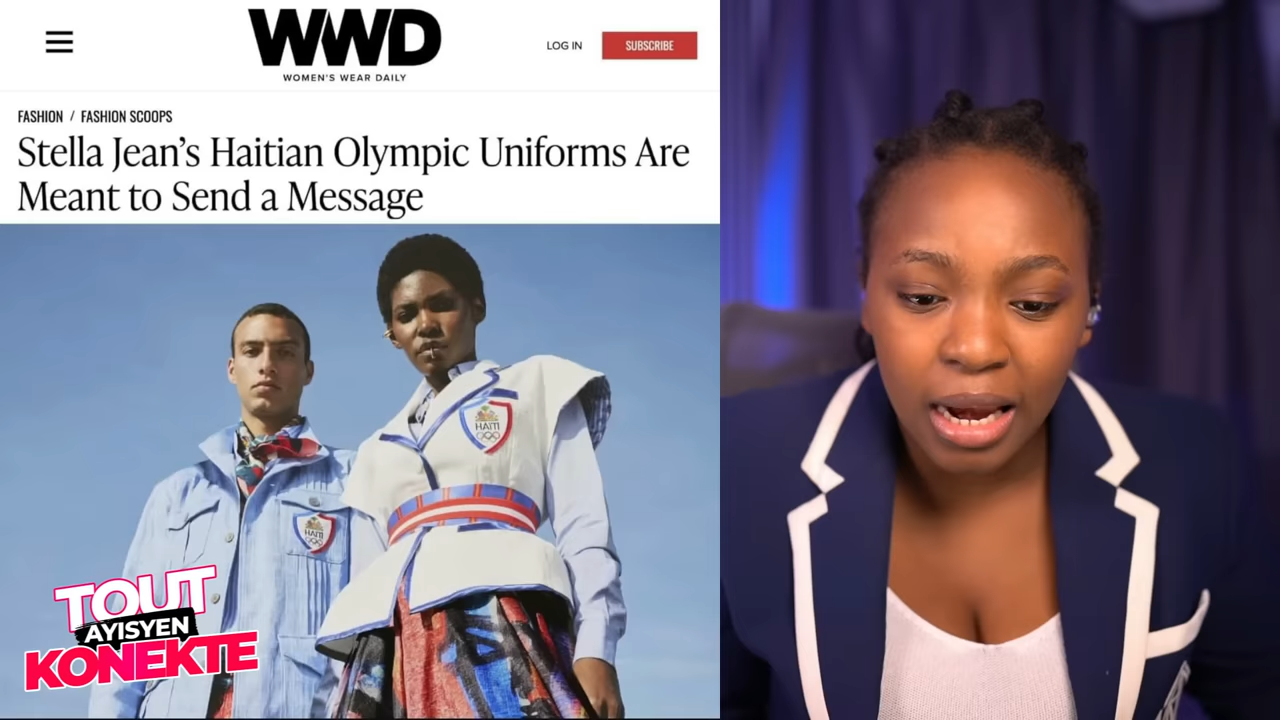 WWD
WOMEN'S WEAR DAILY
LOG IN
SUBSCRIBE
FASHION / FASHION SCOOPS
Stella Jean's Haitian Olympic Uniforms Are
Meant to Send a Message
HAITI
HAITI
TOUT
AYISYEN
KONEKTE